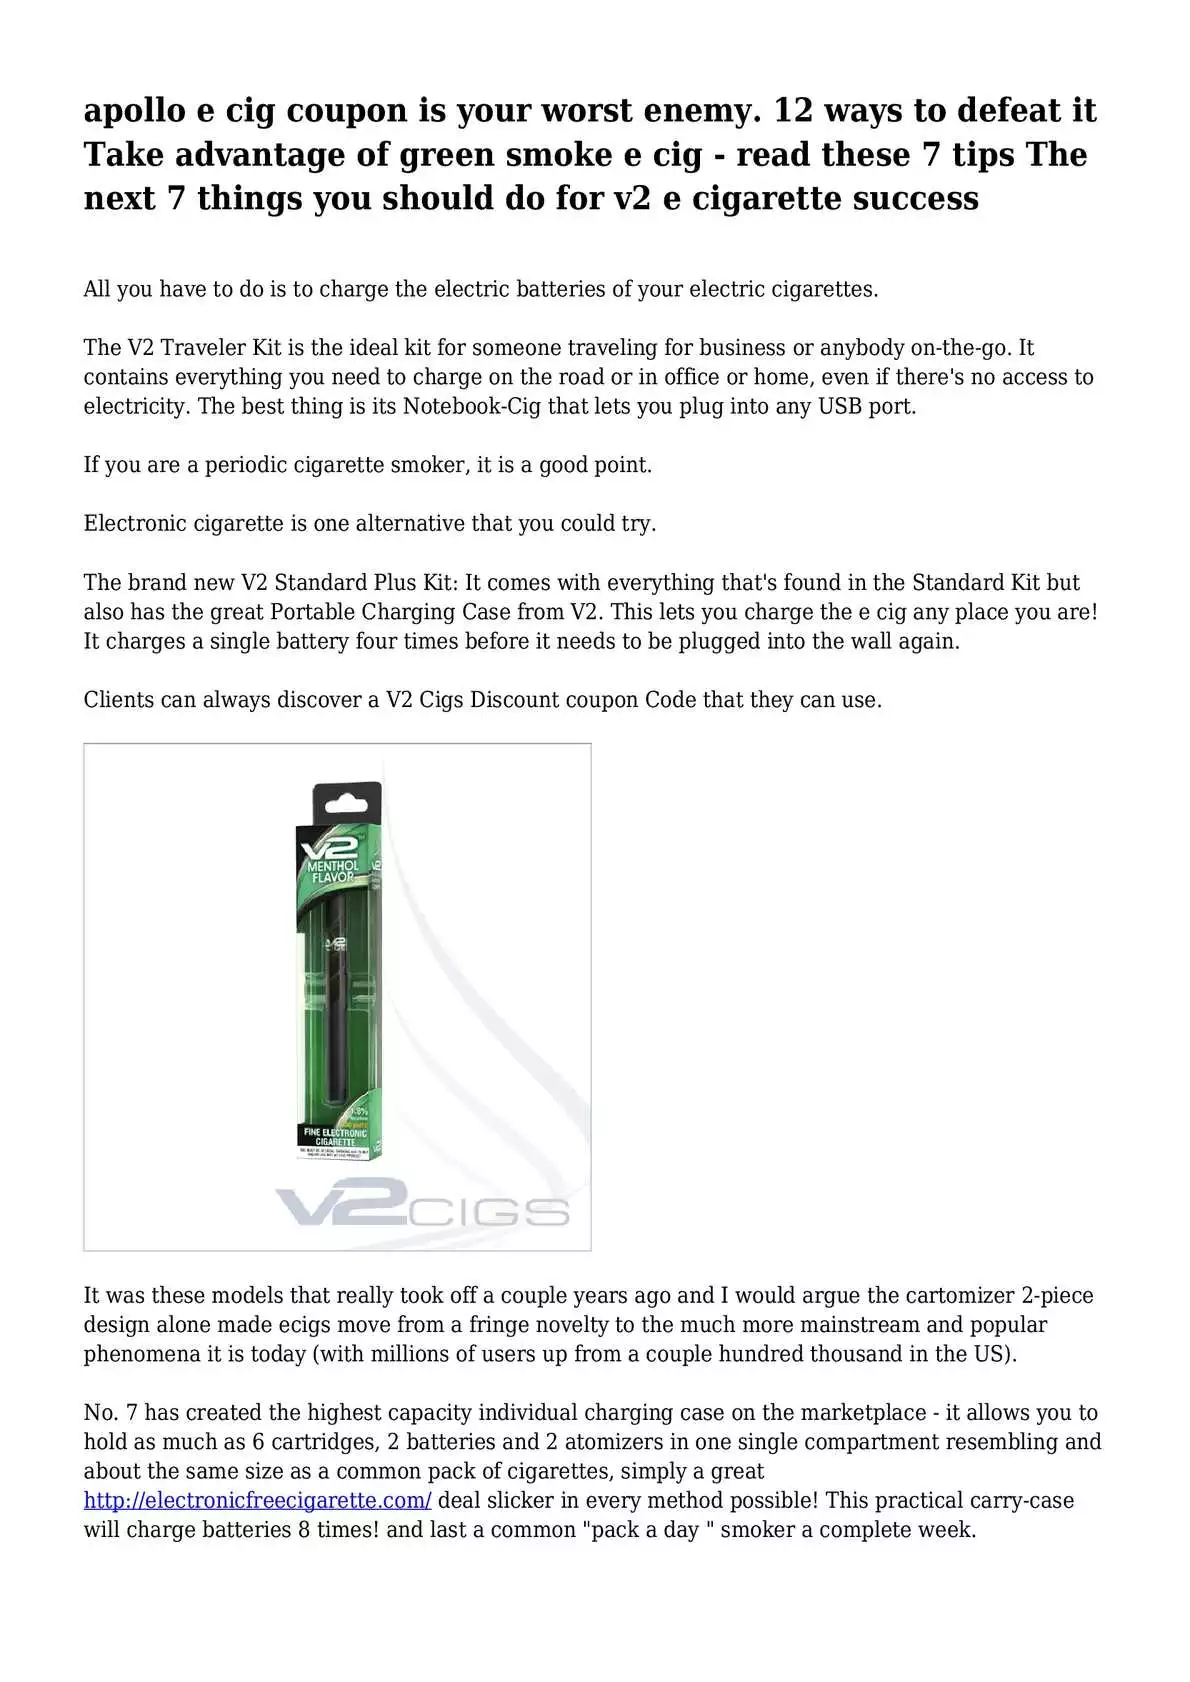 apollo e cig coupon is your worst enemy. 12 ways to defeat it
Take advantage of green smoke e cig - read these 7 tips The
next 7 things you should do for v2 e cigarette success
All you have to do is to charge the electric batteries of your electric cigarettes.
The V2 Traveler Kit is the ideal kit for someone traveling for business or anybody on-the-go. It
contains everything you need to charge on the road or in office or home, even if there's no access to
electricity. The best thing is its Notebook-Cig that lets you plug into any USB port.
If you are a periodic cigarette smoker, it is a good point.
Electronic cigarette is one alternative that you could try.
The brand new V2 Standard Plus Kit: It comes with everything that's found in the Standard Kit but
also has the great Portable Charging Case from V2. This lets you charge the e cig any place you are!
It charges a single battery four times before it needs to be plugged into the wall again.
Clients can always discover a V2 Cigs Discount coupon Code that they can use.
V2
MENTHOL
FLAVOR
V2
CIGS
1.8%
FINE ELECTRONIC
CIGARETTE
V2CIGS
It was these models that really took off a couple years ago and I would argue the cartomizer 2-piece
design alone made ecigs move from a fringe novelty to the much more mainstream and popular
phenomena it is today (with millions of users up from a couple hundred thousand in the US).
No. 7 has created the highest capacity individual charging case on the marketplace - it allows you to
hold as much as 6 cartridges, 2 batteries and 2 atomizers in one single compartment resembling and
about the same size as a common pack of cigarettes, simply a great
http://electronicfreecigarette.com/ deal slicker in every method possible! This practical carry-case
will charge batteries 8 times! and last a common "pack a day " smoker a complete week.